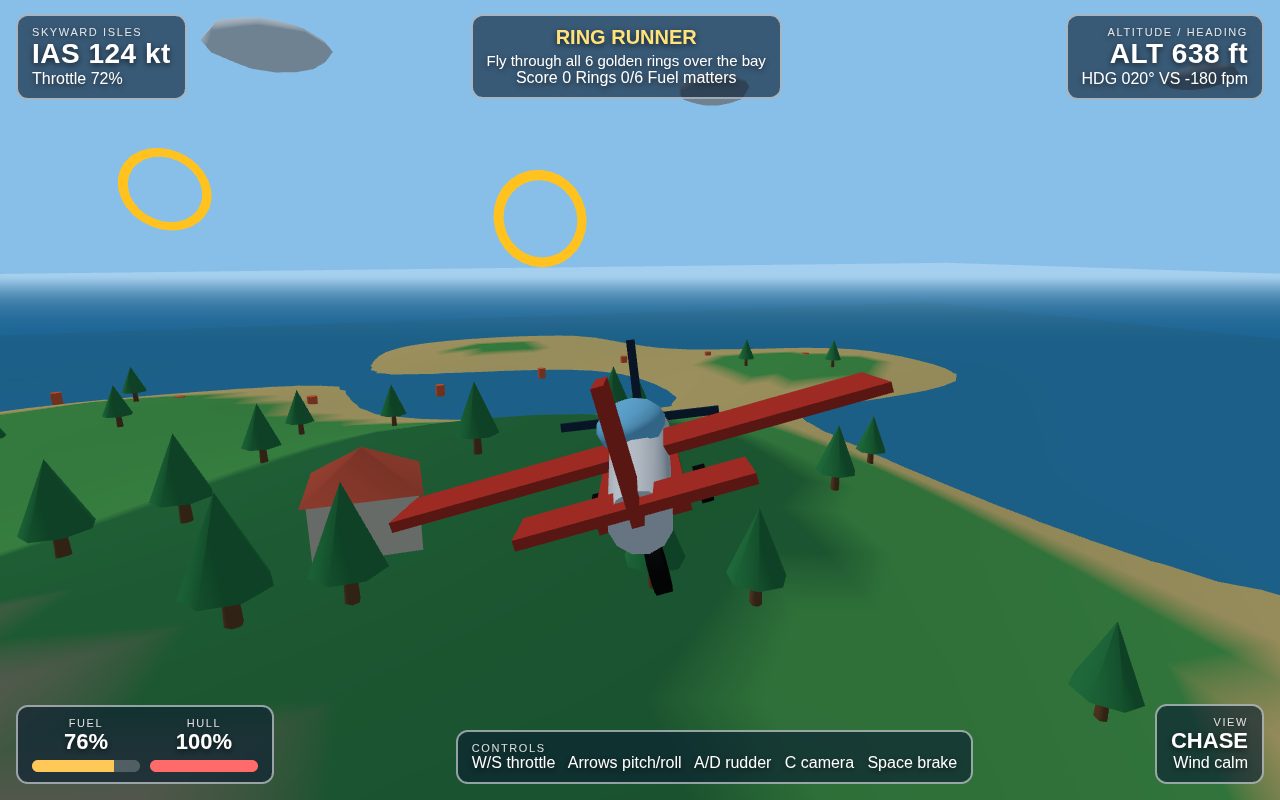 SKYWARD ISLES
IAS 124 kt
Throttle 72%
RING RUNNER
Fly through all 6 golden rings over the bay
Score 0 Rings 0/6 Fuel matters
ALTITUDE / HEADING
ALT 638 ft
HDG 020° VS -180 fpm
FUEL
76%
HULL
100%
CONTROLS
W/S throttle Arrows pitch/roll A/D rudder C camera Space brake
VIEW
CHASE
Wind calm